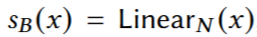 s_B(x) = Linear_N(x)